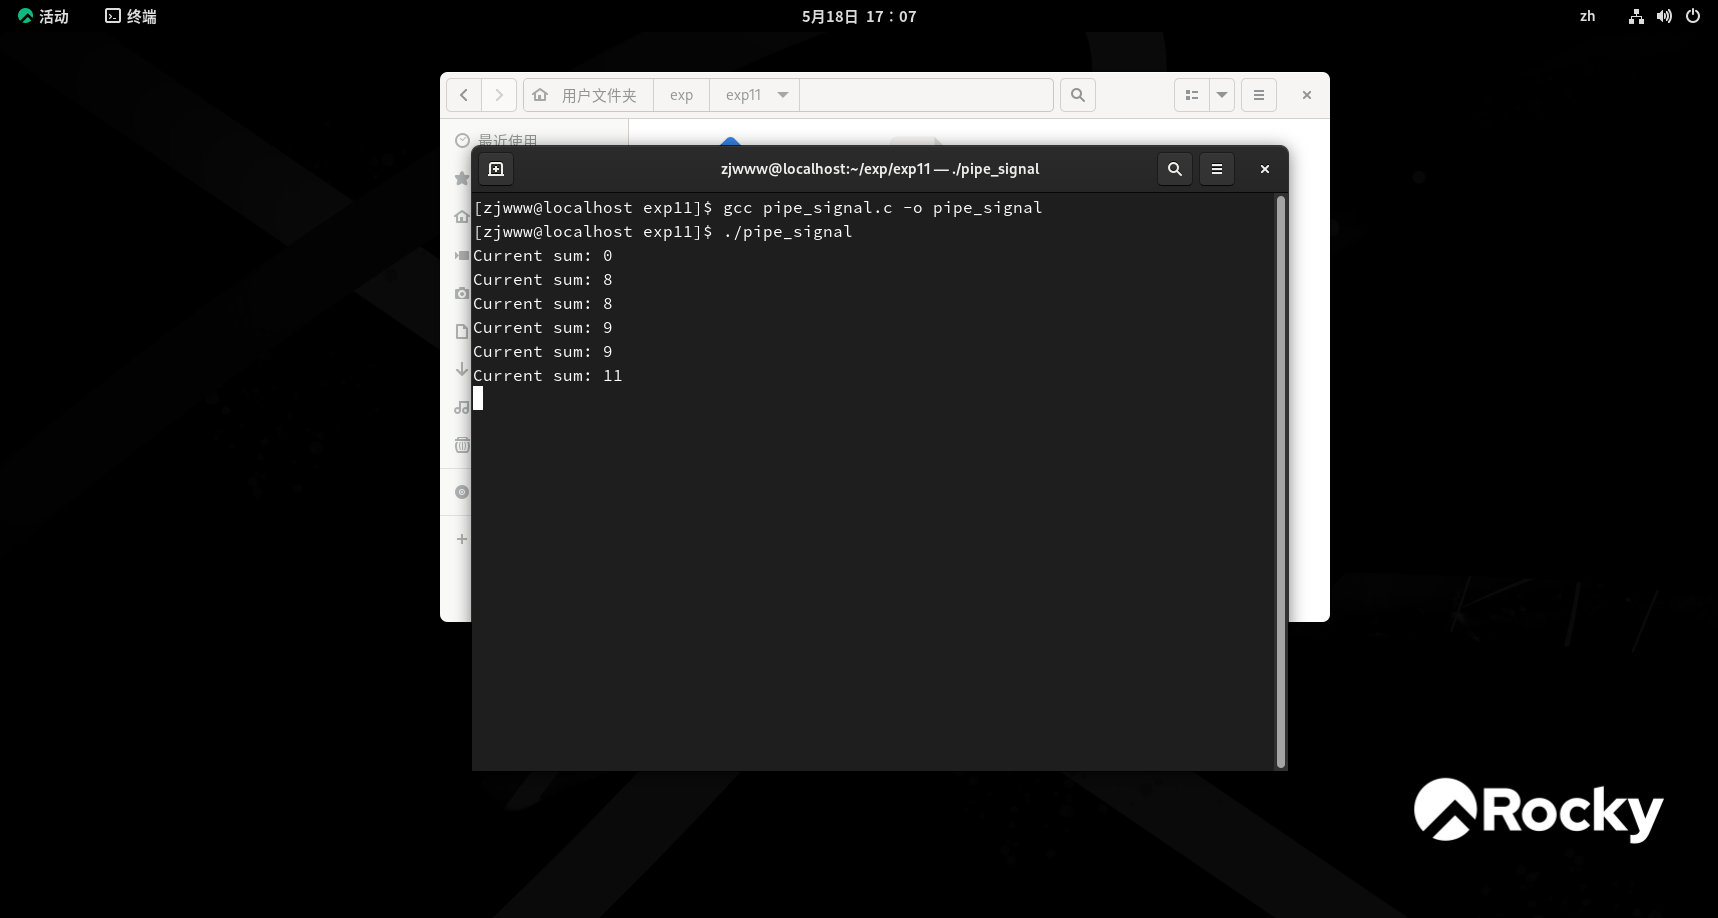 活动 终端 5月18日 17：07 zh
用户文件夹 exp exp11
最近使用
zjwww@localhost:~/exp/exp11 — ./pipe_signal
[zjwww@localhost exp11]$ gcc pipe_signal.c -o pipe_signal
[zjwww@localhost exp11]$ ./pipe_signal
Current sum: 0
Current sum: 8
Current sum: 8
Current sum: 9
Current sum: 9
Current sum: 11
Rocky